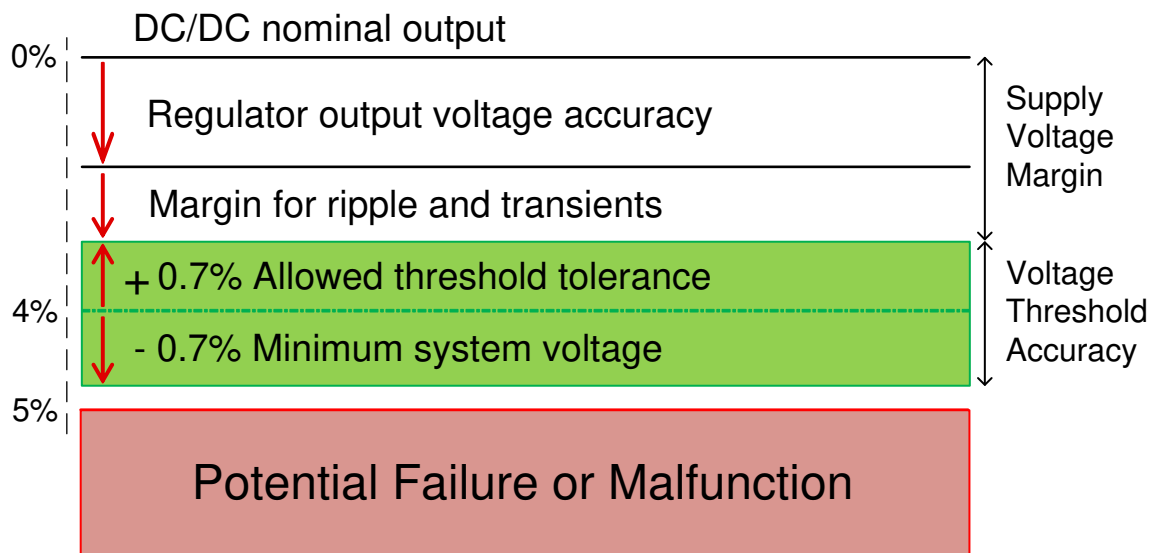 DC/DC nominal output
0%
Regulator output voltage accuracy
Supply
Voltage
Margin
Margin for ripple and transients
+ 0.7% Allowed threshold tolerance
4%
- 0.7% Minimum system voltage
Voltage
Threshold
Accuracy
5%
Potential Failure or Malfunction